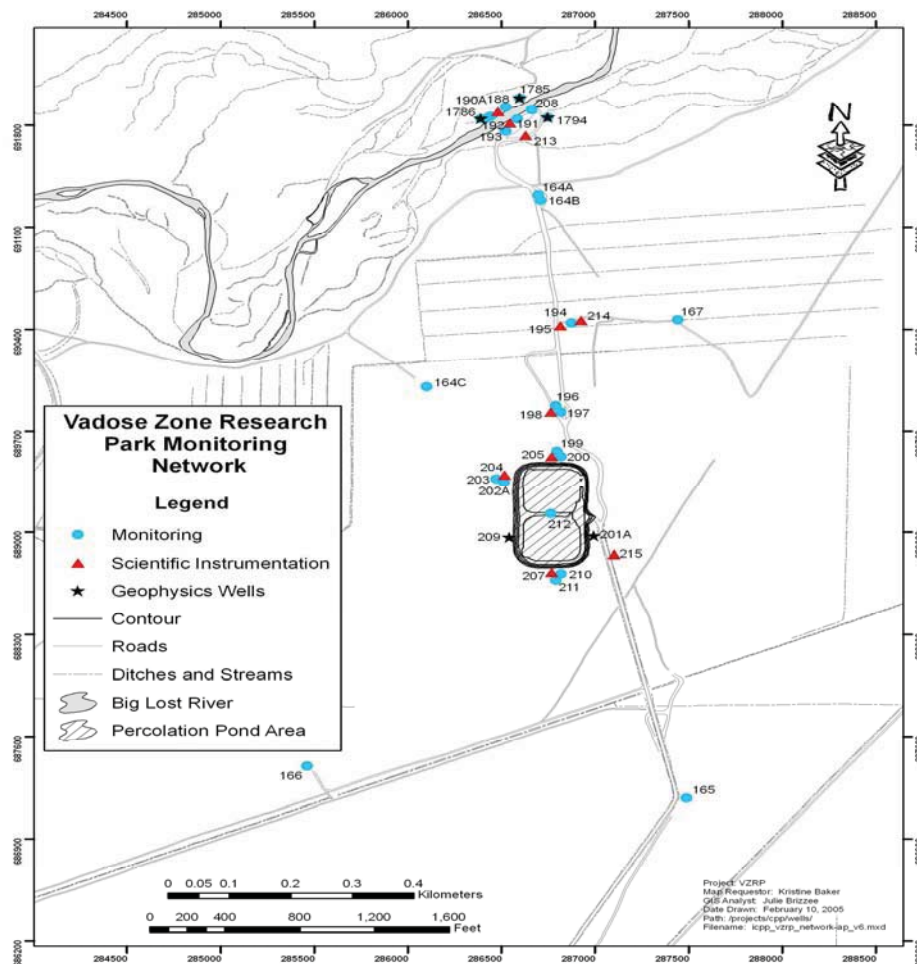 284500 285000 285500 286000 286500 287000 287500 288000 288500
1785
190A 188
208
1786
1794
192 191
193
213
691800
N
164A
164B
691100
194 214
167
195
690400
164C
196
198 197
689700
199
205 200
204
203
202A
212
209 201A
215
689000
207 210
211
688300
687600
166
165
686900
686200
Vadose Zone Research
Park Monitoring
Network
Legend
Monitoring
Scientific Instrumentation
Geophysics Wells
Contour
Roads
Ditches and Streams
Big Lost River
Percolation Pond Area
0 0.05 0.1 0.2 0.3 0.4
Kilometers
0 200 400 800 1,200 1,600
Feet
Project: VZRP
Map Requestor: Kristine Baker
GIS Analyst: Julie Brizzee
Date Drawn: February 10, 2005
Path: /projects/cpp/wells/
Filename: icpp_vzrp_network-ap_v6.mxd
284500 285000 285500 286000 286500 287000 287500 288000 288500